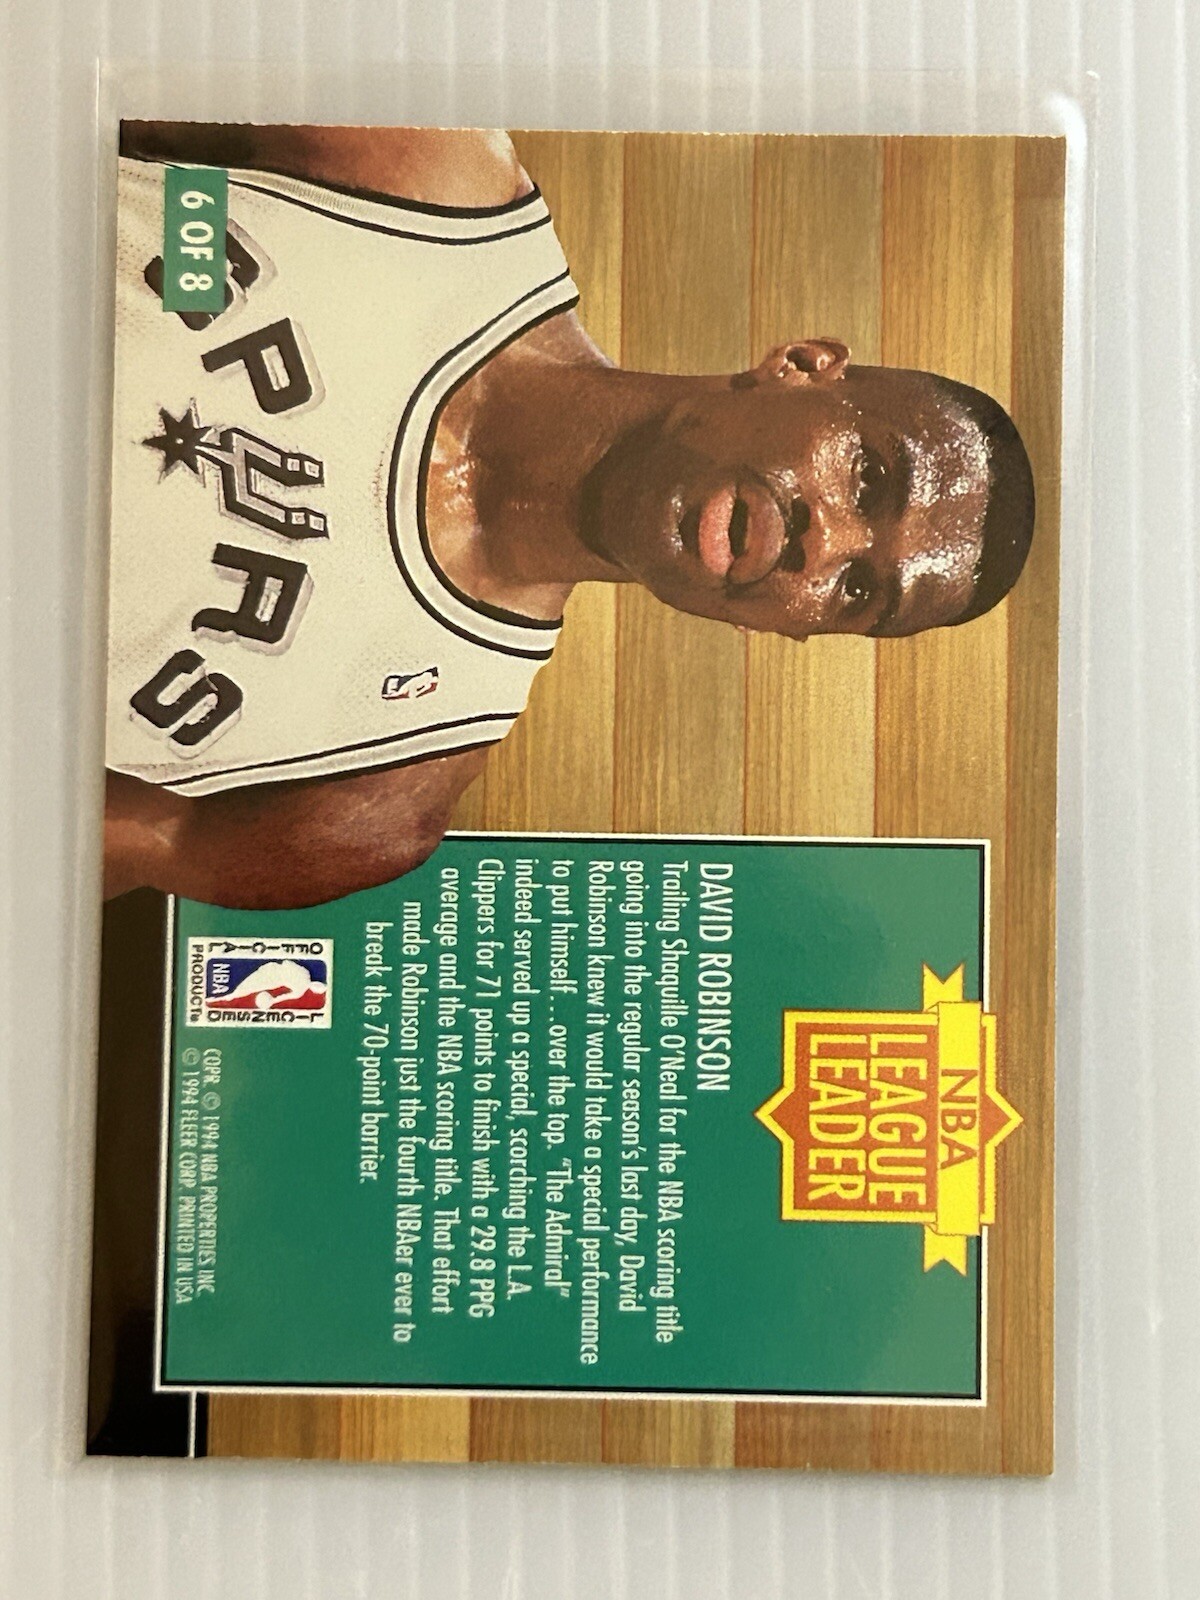 6 OF 8
SPURS
NBA
LEAGUE
LEADER
DAVID ROBINSON
Trailing Shaquille O'Neal for the NBA scoring title
going into the regular season's last day, David
Robinson knew it would take a special performance
to put himself...over the top. "The Admiral"
indeed served up a special, scorching the L.A.
Clippers for 71 points to finish with a 29.8 PPG
average and the NBA scoring title. That effort
made Robinson just the fourth NBAer ever to
break the 70-point barrier.
OFFICIAL
LICENSED
NBA
PRODUCT®
COPR. © 1994 NBA PROPERTIES INC.
© 1994 FLEER CORP. PRINTED IN USA